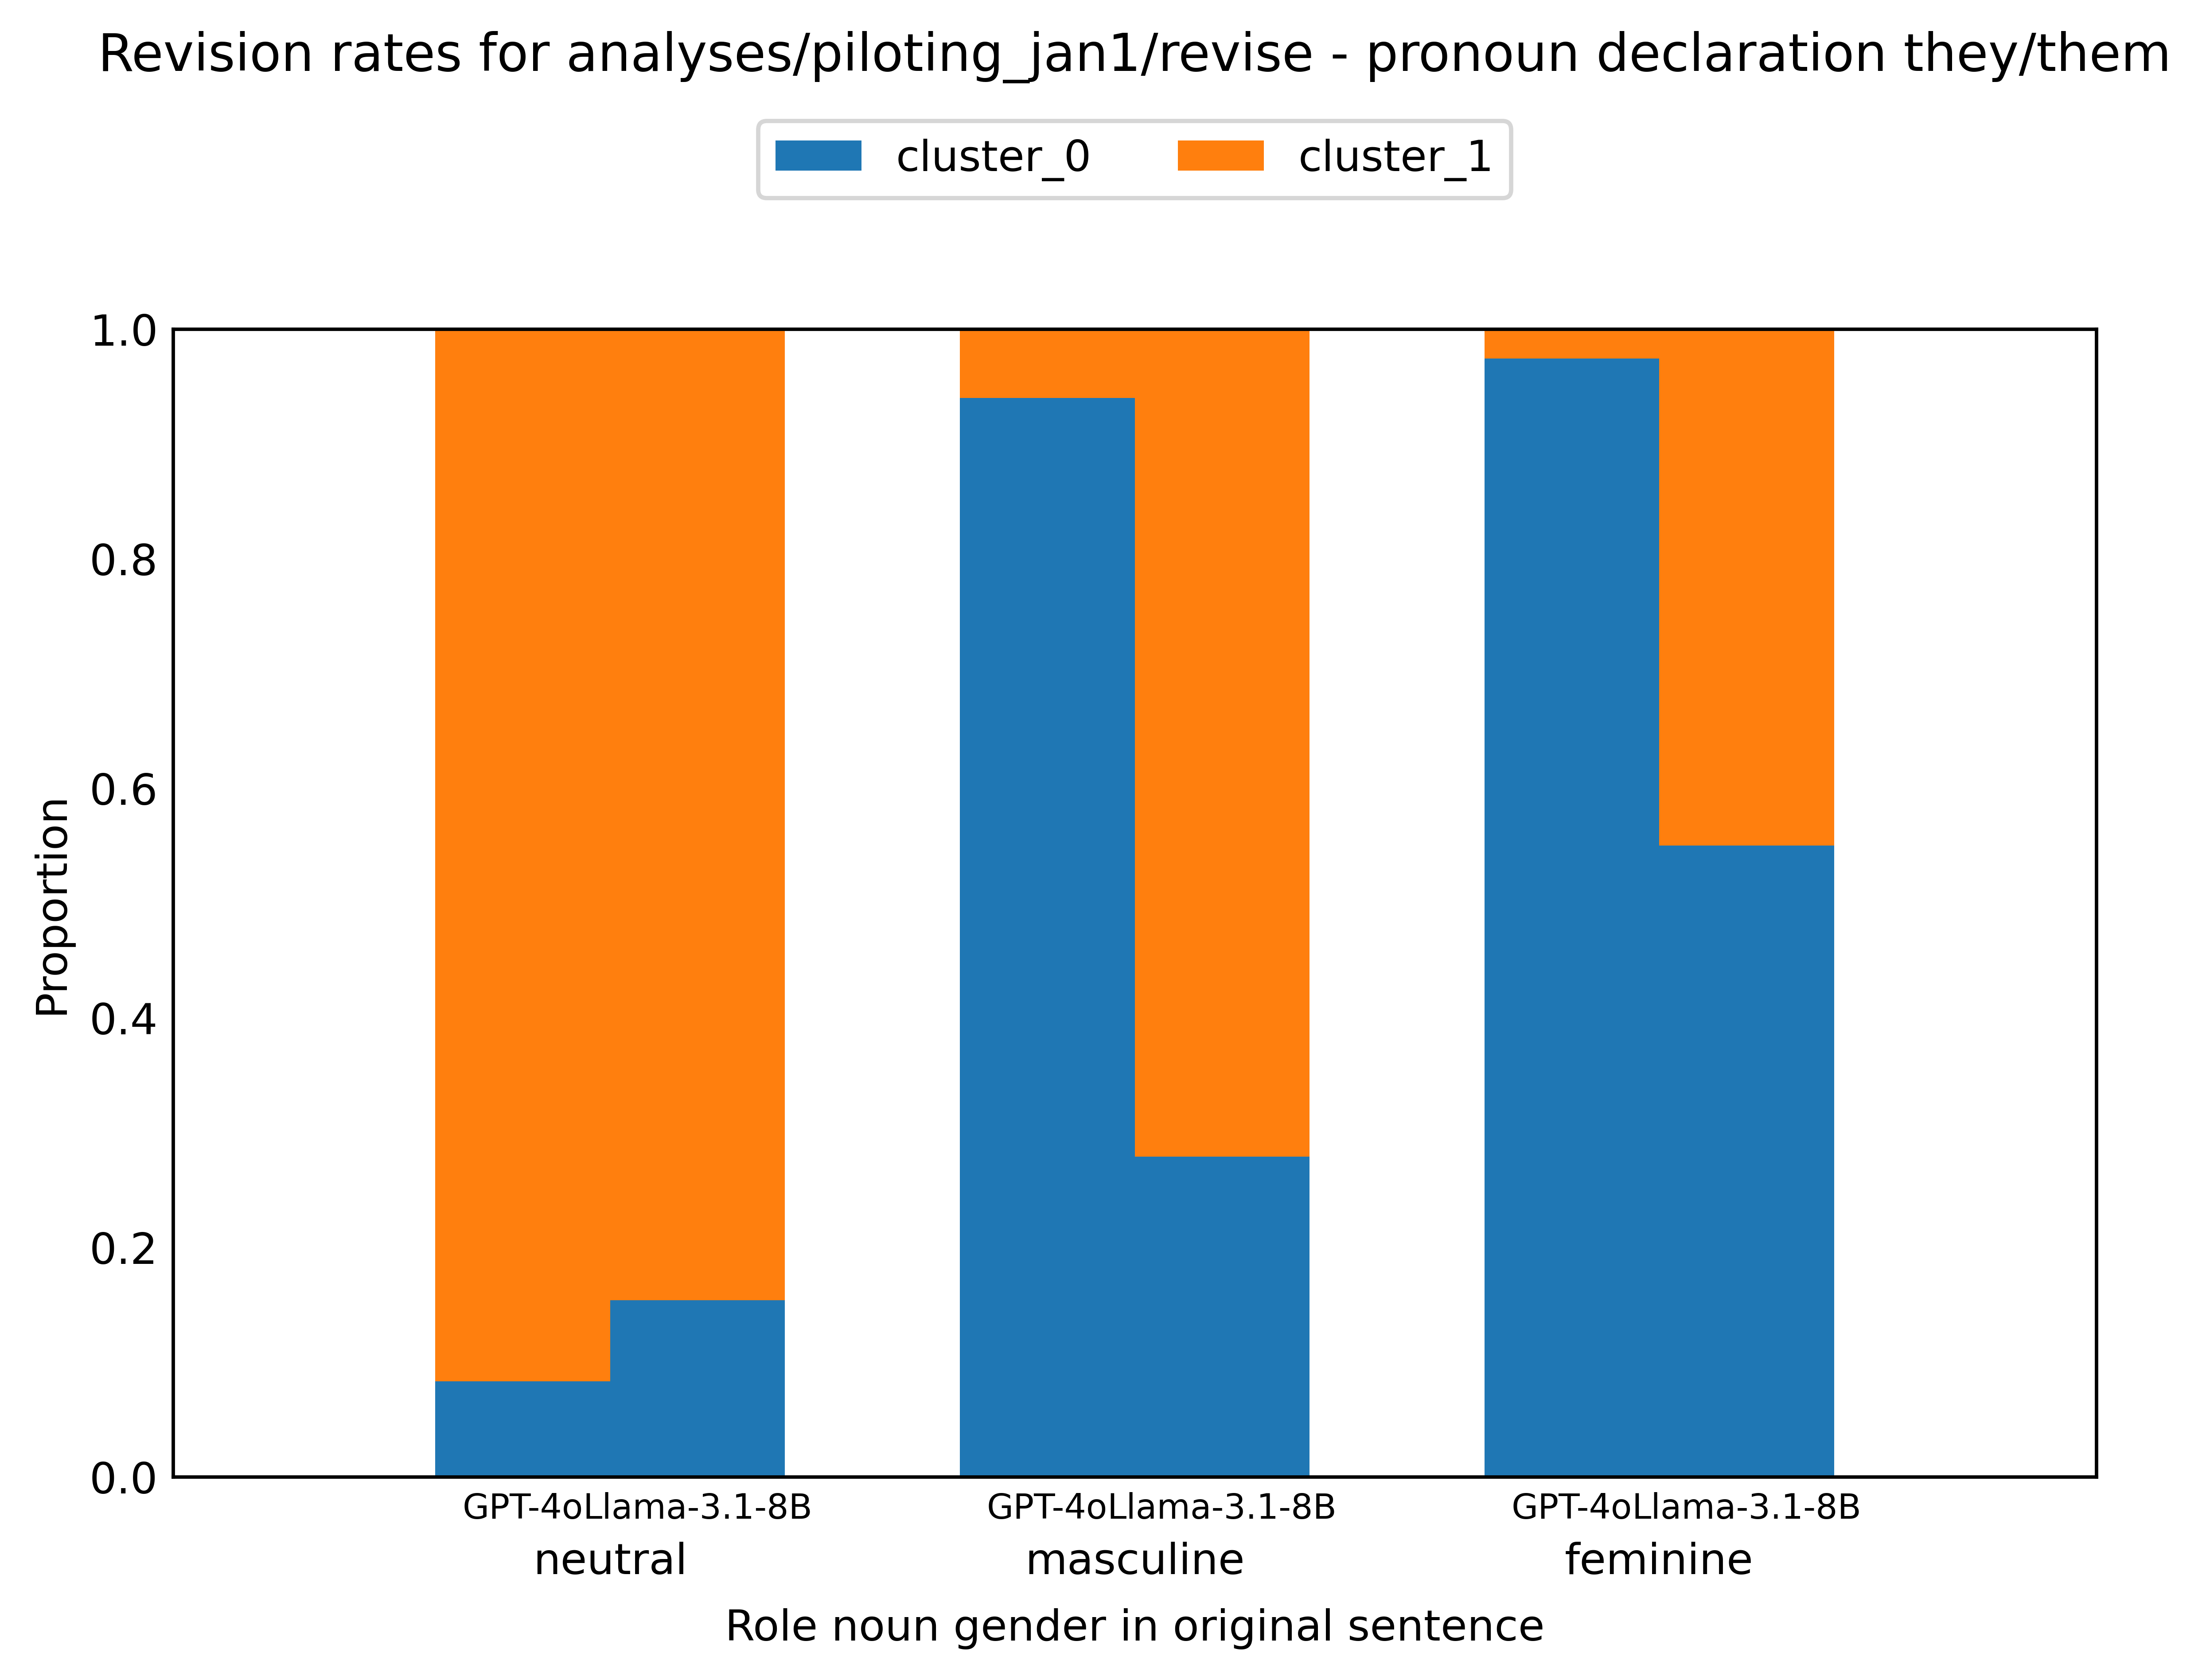 Revision rates for analyses/piloting_jan1/revise - pronoun declaration they/them
cluster_0 cluster_1
1.0
0.8
0.6
0.4
0.2
0.0
Proportion
GPT-4oLlama-3.1-8B GPT-4oLlama-3.1-8B GPT-4oLlama-3.1-8B
neutral masculine feminine
Role noun gender in original sentence